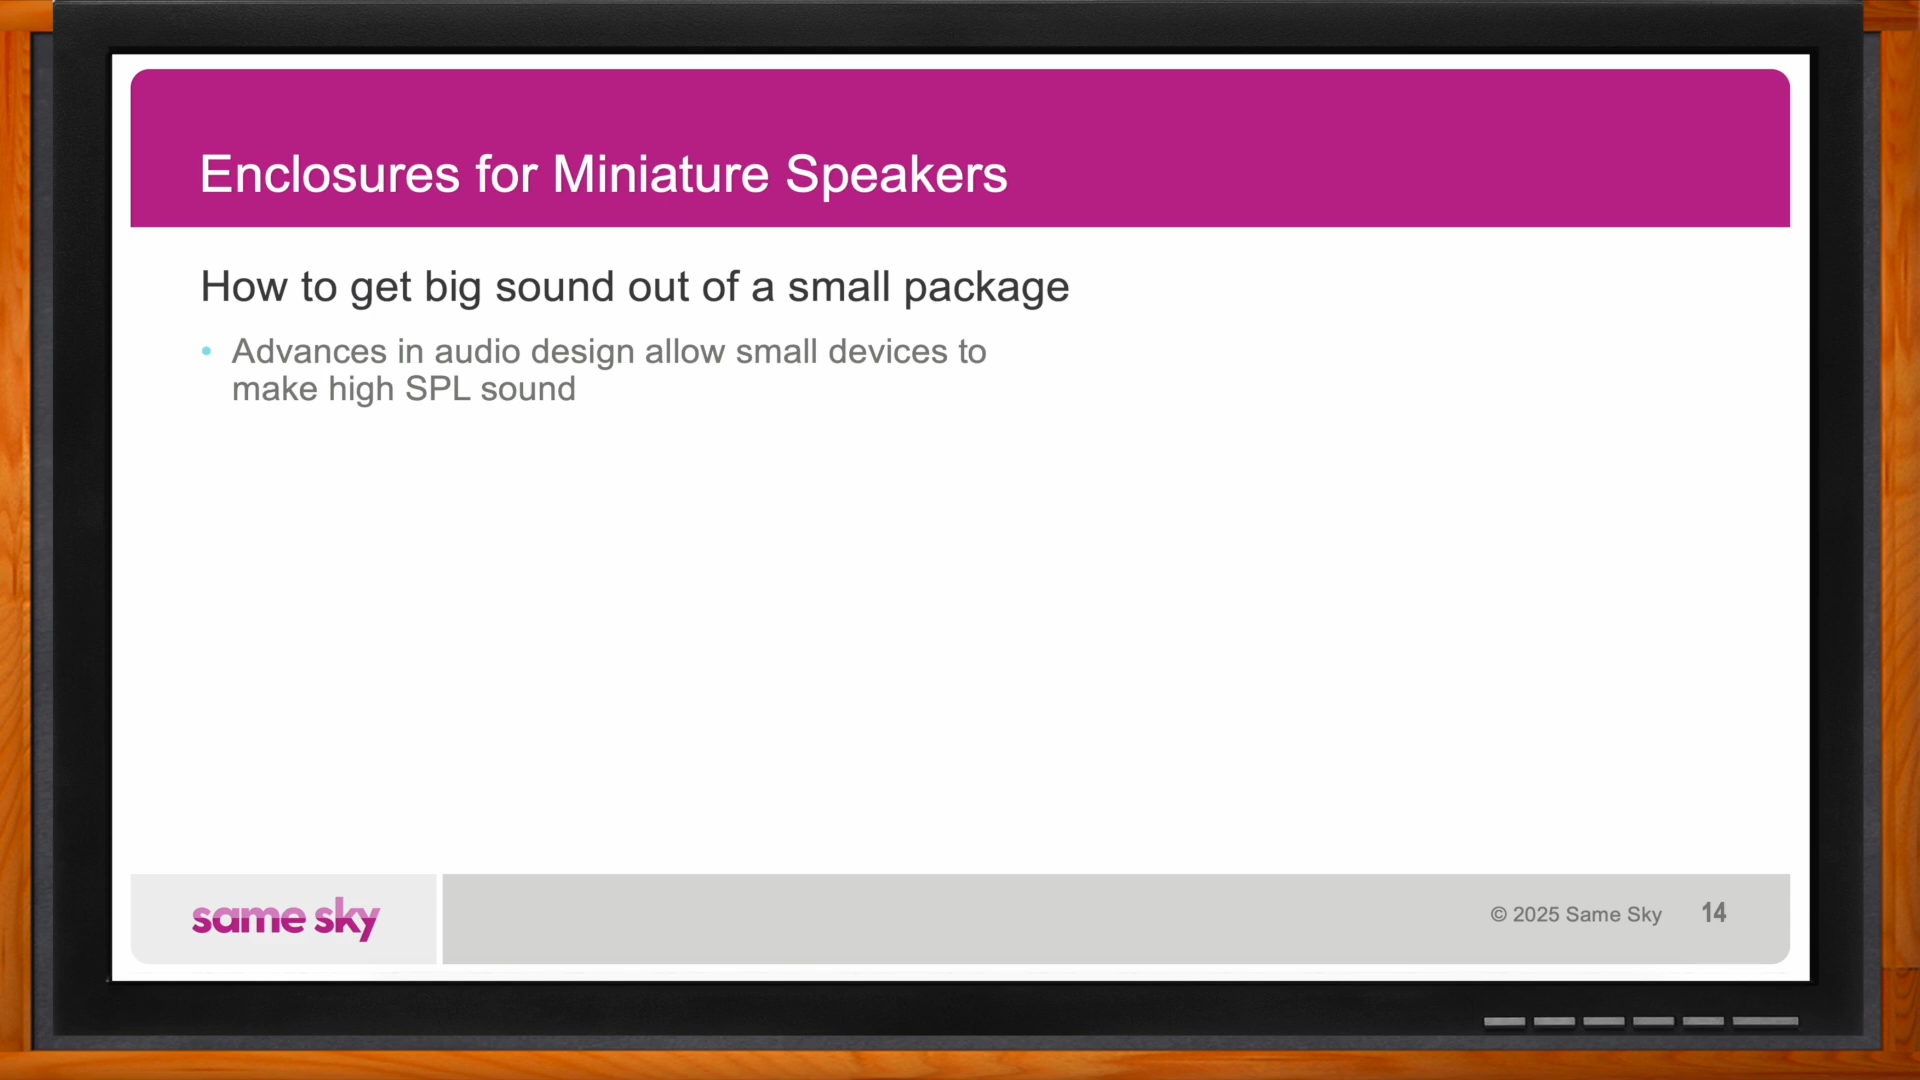 Enclosures for Miniature Speakers
How to get big sound out of a small package
• Advances in audio design allow small devices to
make high SPL sound
same sky
© 2025 Same Sky 14